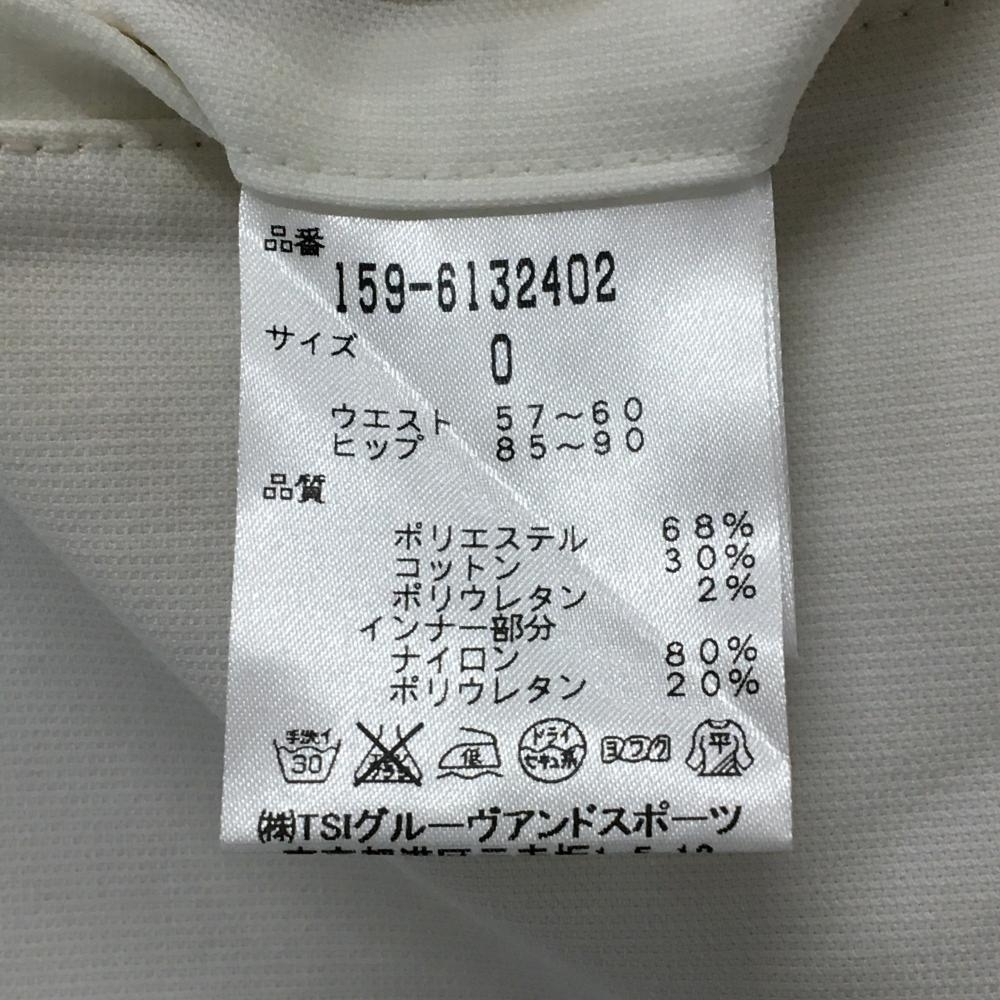 品番
159-6132402
サイズ
0
ウエスト 57～60
ヒップ 85～90
品質
ポリエステル 68%
コットン 30%
ポリウレタン 2%
インナー部分
ナイロン 80%
ポリウレタン 20%
手洗イ 30 低 ドライ セキユ系 ヨワク 平
㈱TSIグルーヴアンドスポーツ